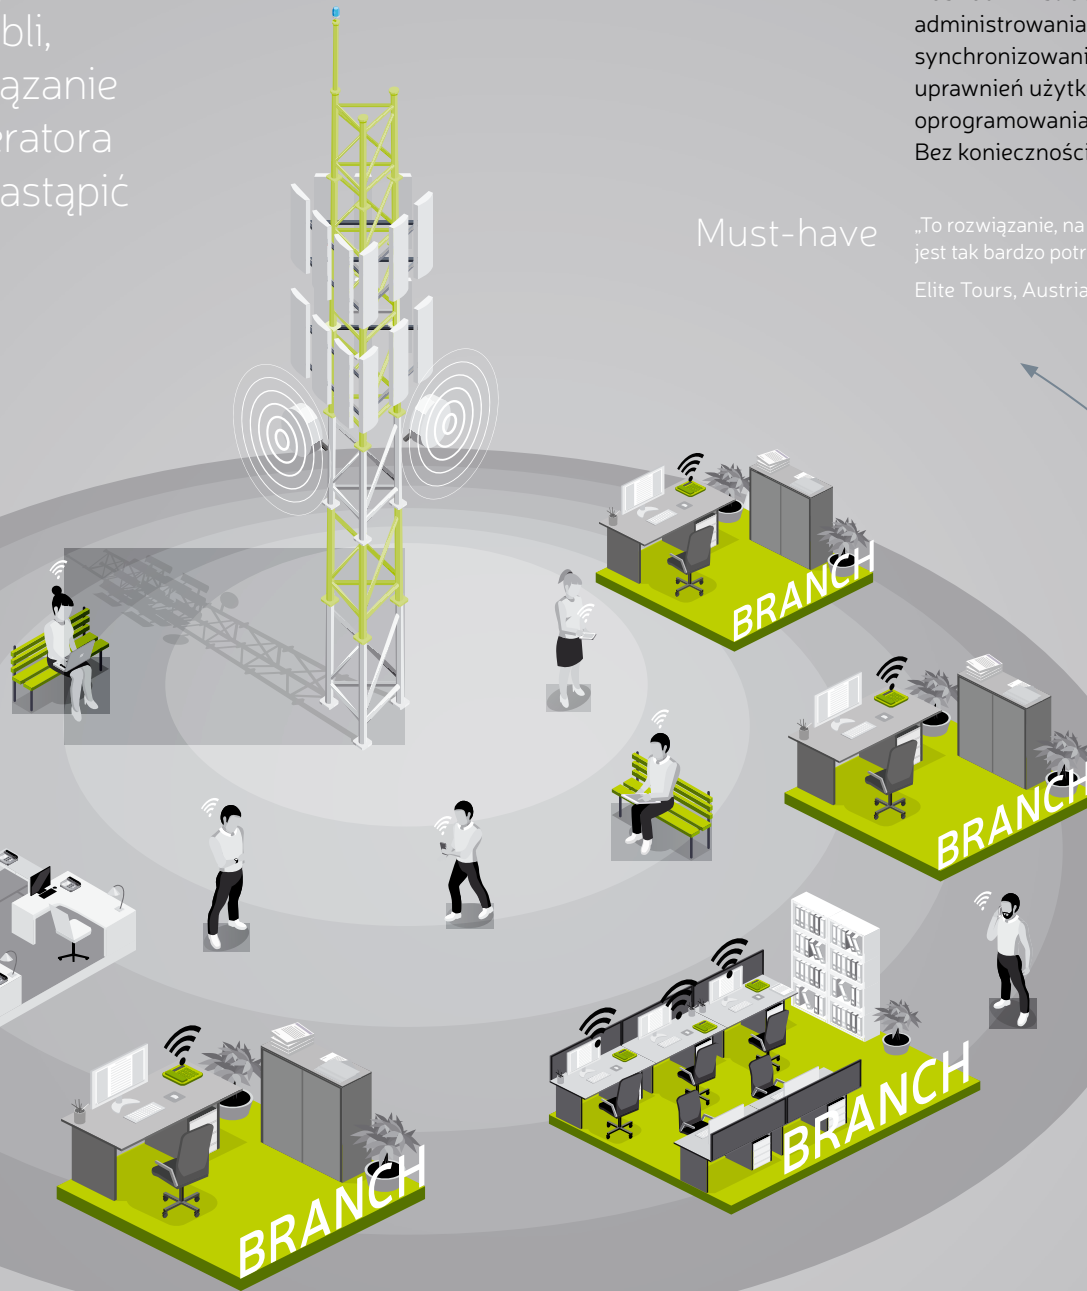 bli,
ązanie
eratora
astąpić
administrowania
synchronizowani
uprawnień użytk
oprogramowania
Bez konieczności
Must-have
„To rozwiązanie, na
jest tak bardzo potr
Elite Tours, Austria
BRANCH
BRANCH
BRANCH
BRANCH